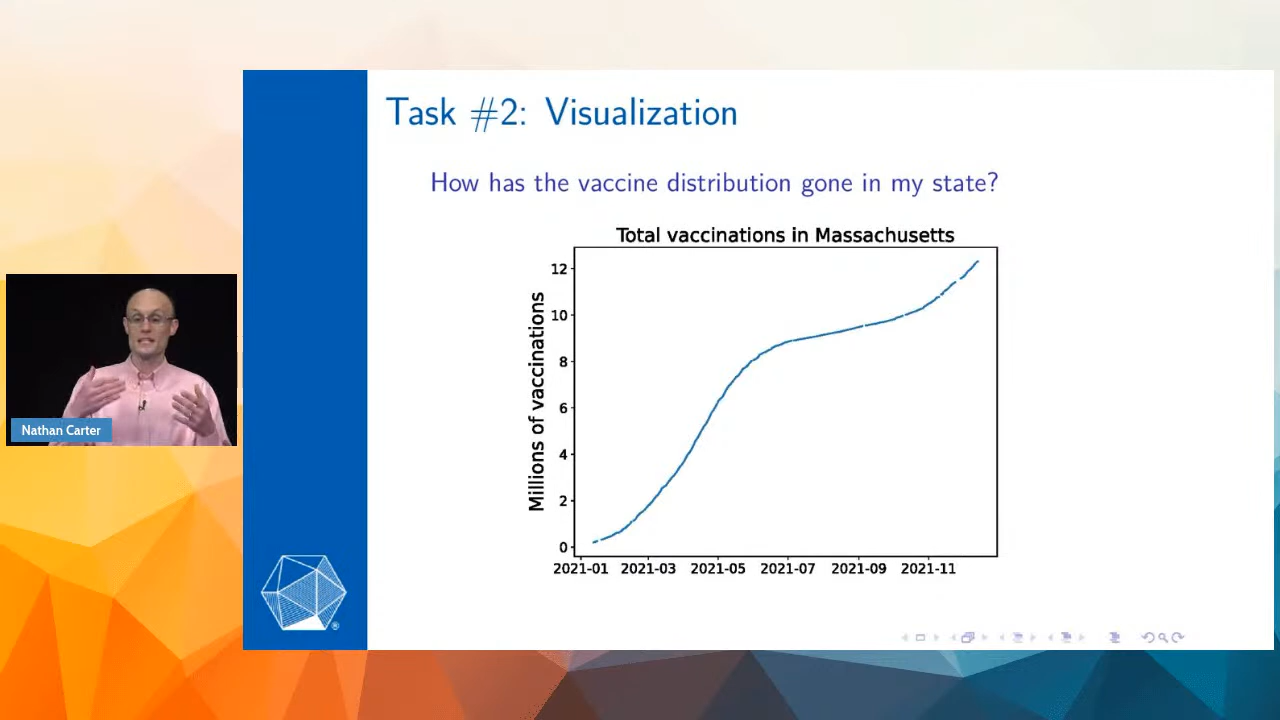 Task #2: Visualization
How has the vaccine distribution gone in my state?
Total vaccinations in Massachusetts
Millions of vaccinations
12
10
8
6
4
2
0
2021-01 2021-03 2021-05 2021-07 2021-09 2021-11
Nathan Carter
®